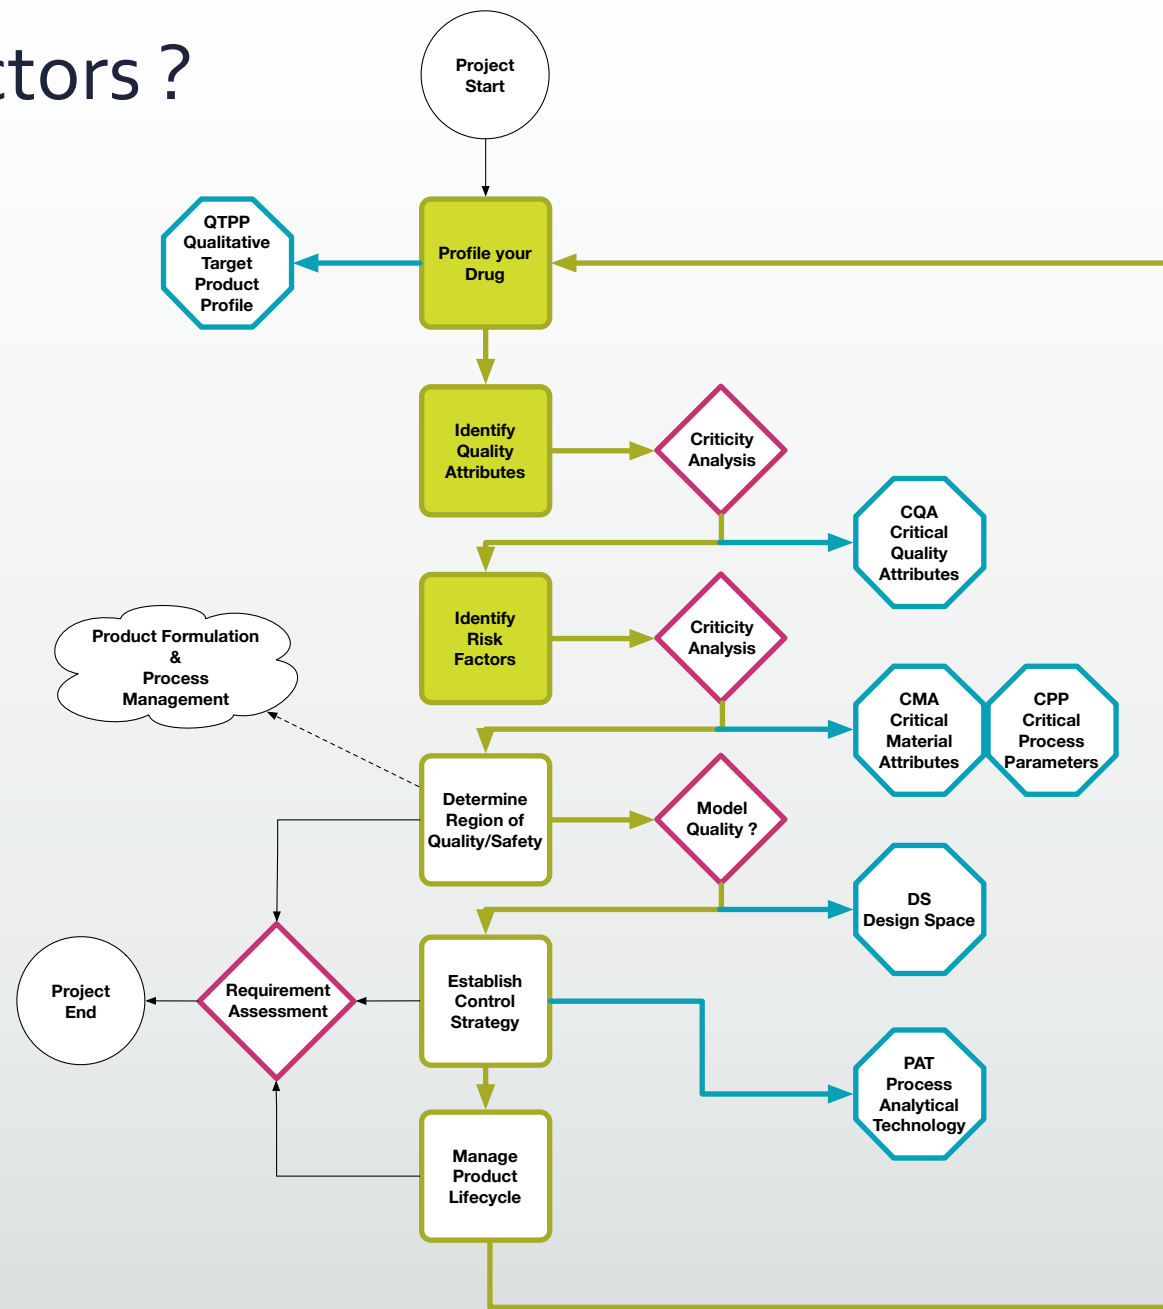 ctors ?
Project
Start
QTPP
Qualitative
Target
Product
Profile
Profile your
Drug
Identify
Quality
Attributes
Criticity
Analysis
CQA
Critical
Quality
Attributes
Identify
Risk
Factors
Criticity
Analysis
Product Formulation
&
Process
Management
CMA
Critical
Material
Attributes
CPP
Critical
Process
Parameters
Determine
Region of
Quality/Safety
Model
Quality ?
DS
Design Space
Project
End
Requirement
Assessment
Establish
Control
Strategy
PAT
Process
Analytical
Technology
Manage
Product
Lifecycle